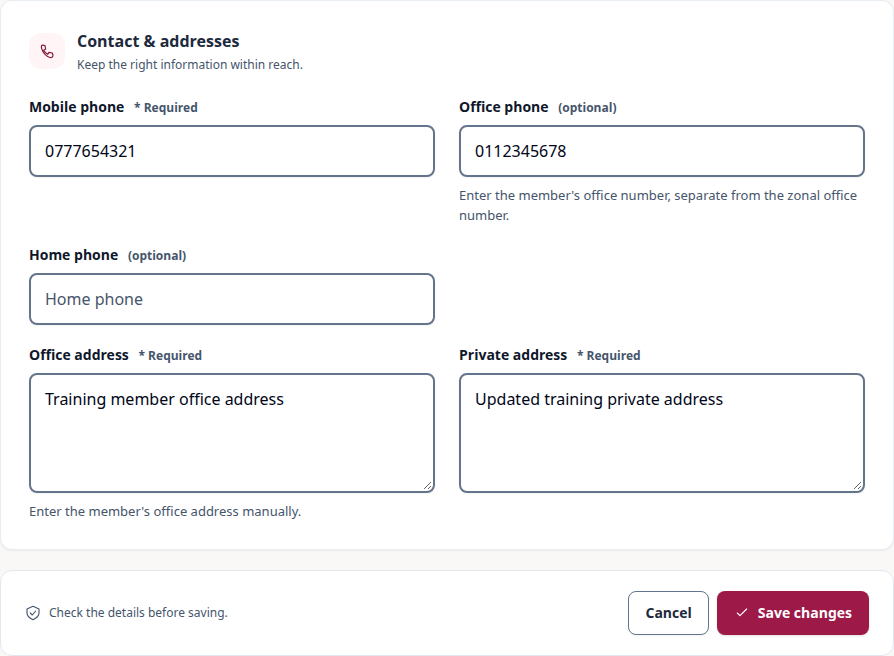 Contact & addresses
Keep the right information within reach.
Mobile phone * Required
0777654321
Office phone (optional)
0112345678
Enter the member's office number, separate from the zonal office
number.
Home phone (optional)
Home phone
Office address * Required
Training member office address
Enter the member's office address manually.
Private address * Required
Updated training private address
Check the details before saving.
Cancel
Save changes